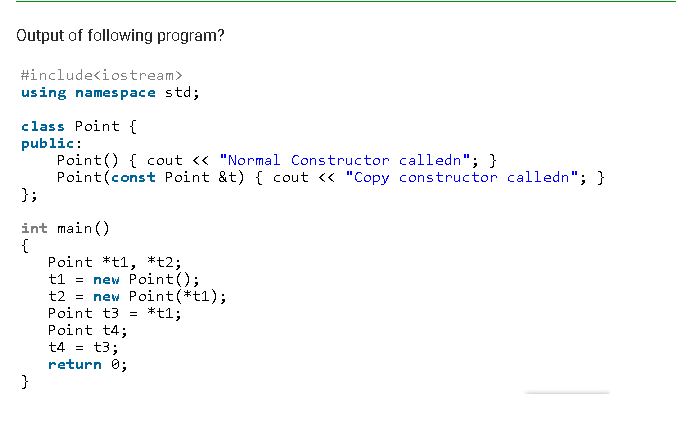 Output of following program?
#include<iostream>
using namespace std;
class Point {
public:
    Point() { cout << "Normal Constructor calledn"; }
    Point(const Point &t) { cout << "Copy constructor calledn"; }
};
int main()
{
   Point *t1, *t2;
   t1 = new Point();
   t2 = new Point(*t1);
   Point t3 = *t1;
   Point t4;
   t4 = t3;
   return 0;
}